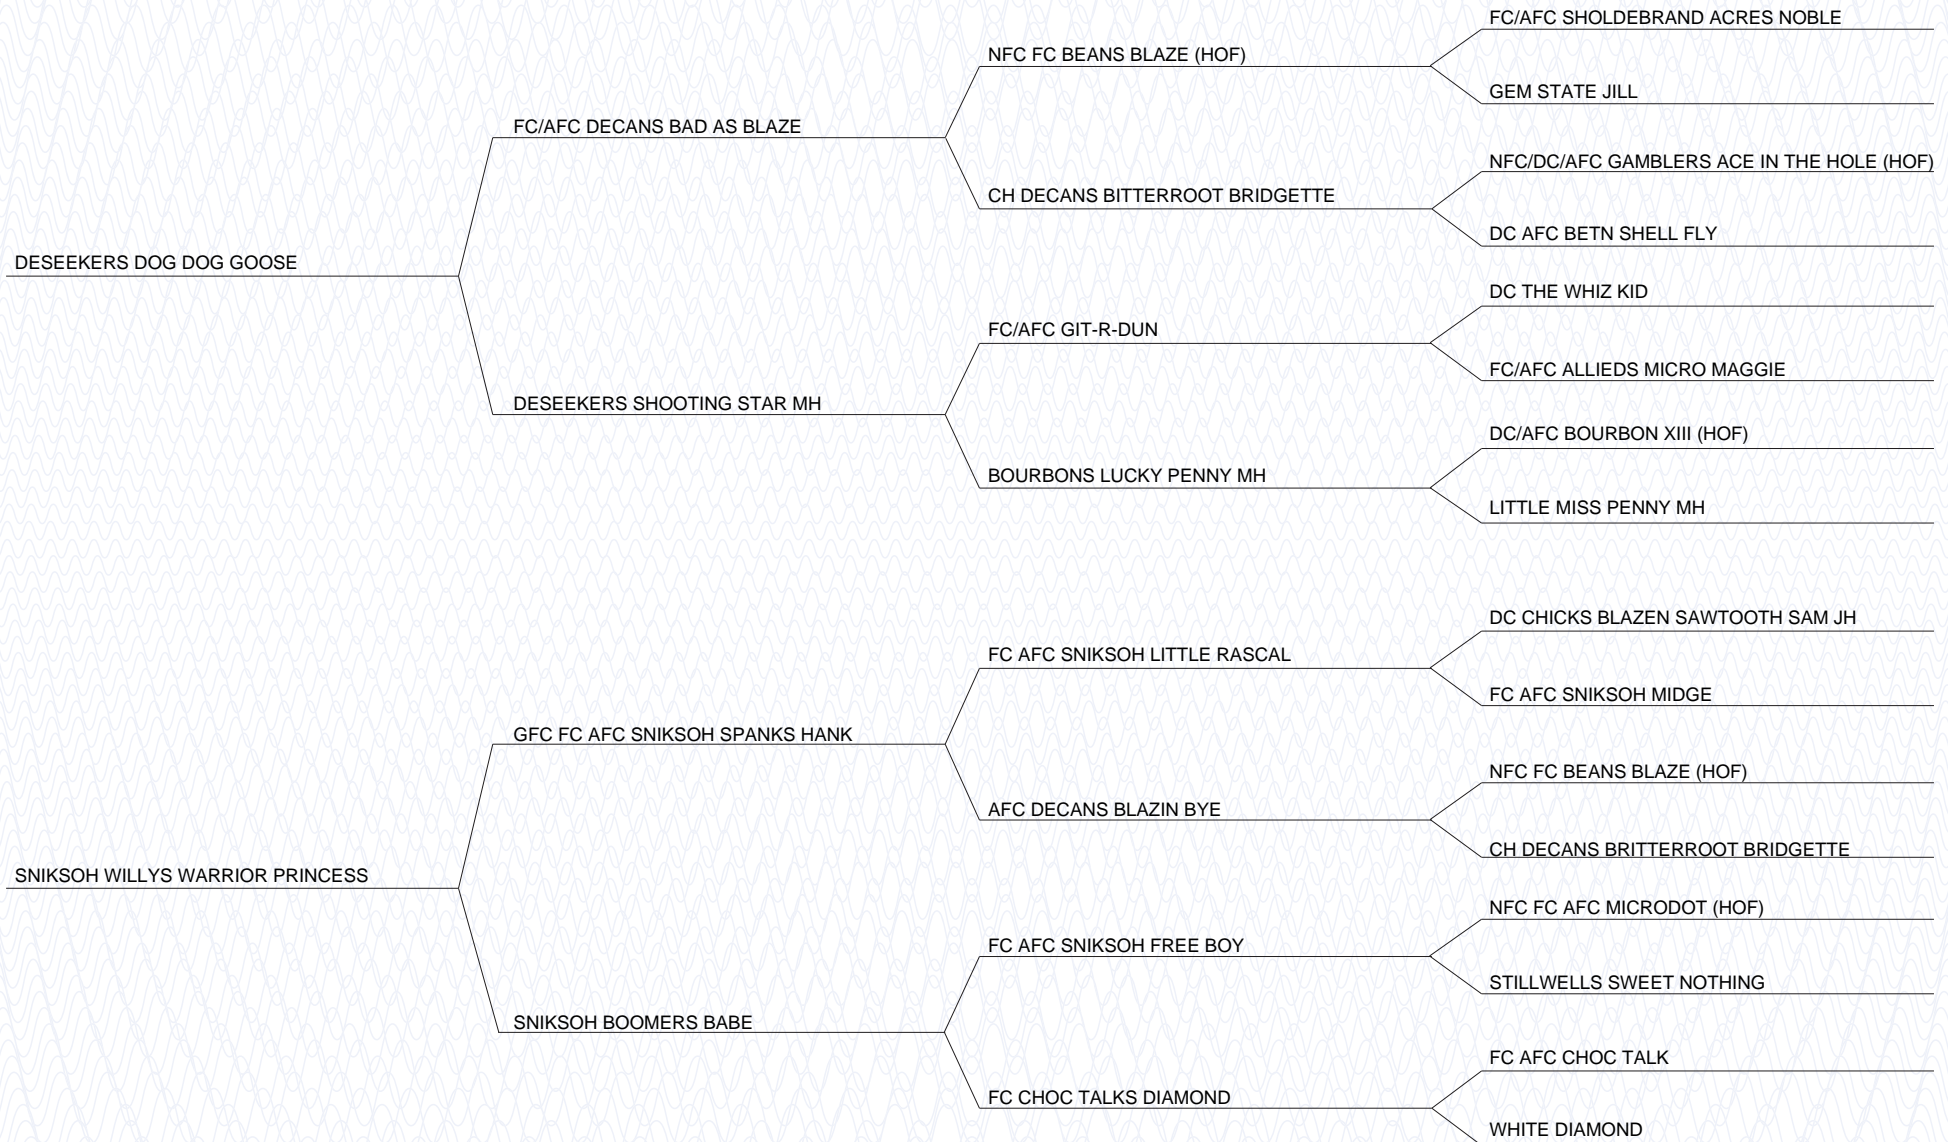 FC/AFC SHOLDEBRAND ACRES NOBLE
NFC FC BEANS BLAZE (HOF)
GEM STATE JILL
FC/AFC DECANS BAD AS BLAZE
NFC/DC/AFC GAMBLERS ACE IN THE HOLE (HOF)
CH DECANS BITTERROOT BRIDGETTE
DC AFC BETN SHELL FLY
DESEEKERS DOG DOG GOOSE
DC THE WHIZ KID
FC/AFC GIT-R-DUN
FC/AFC ALLIEDS MICRO MAGGIE
DESEEKERS SHOOTING STAR MH
DC/AFC BOURBON XIII (HOF)
BOURBONS LUCKY PENNY MH
LITTLE MISS PENNY MH
DC CHICKS BLAZEN SAWTOOTH SAM JH
FC AFC SNIKSOH LITTLE RASCAL
FC AFC SNIKSOH MIDGE
GFC FC AFC SNIKSOH SPANKS HANK
NFC FC BEANS BLAZE (HOF)
AFC DECANS BLAZIN BYE
CH DECANS BRITTERROOT BRIDGETTE
SNIKSOH WILLYS WARRIOR PRINCESS
NFC FC AFC MICRODOT (HOF)
FC AFC SNIKSOH FREE BOY
STILLWELLS SWEET NOTHING
SNIKSOH BOOMERS BABE
FC AFC CHOC TALK
FC CHOC TALKS DIAMOND
WHITE DIAMOND